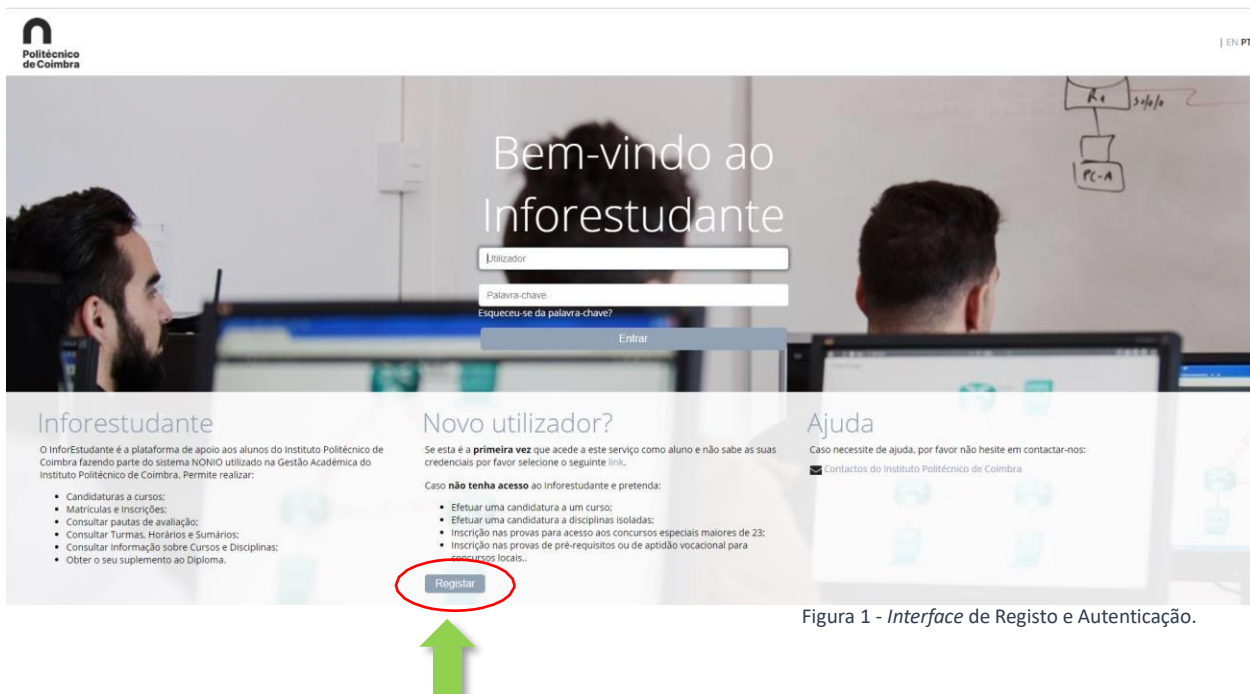 Politécnico
de Coimbra
| EN PT
R1
S0/0/0
PC-A
Bem-vindo ao
Inforestudante
Utilizador
Palavra-chave
Esqueceu-se da palavra-chave?
Entrar
Inforestudante
O InforEstudante é a plataforma de apoio aos alunos do Instituto Politécnico de
Coimbra fazendo parte do sistema NONIO utilizado na Gestão Académica do
Instituto Politécnico de Coimbra. Permite realizar:
• Candidaturas a cursos;
• Matrículas e Inscrições;
• Consultar pautas de avaliação;
• Consultar Turmas, Horários e Sumários;
• Consultar informação sobre Cursos e Disciplinas;
• Obter o seu suplemento ao Diploma.
Novo utilizador?
Se esta é a primeira vez que acede a este serviço como aluno e não sabe as suas
credenciais por favor selecione o seguinte link.
Caso não tenha acesso ao Inforestudante e pretenda:
• Efetuar uma candidatura a um curso;
• Efetuar uma candidatura a disciplinas isoladas;
• Inscrição nas provas para acesso aos concursos especiais maiores de 23;
• Inscrição nas provas de pré-requisitos ou de aptidão vocacional para
concursos locais..
Registar
Ajuda
Caso necessite de ajuda, por favor não hesite em contactar-nos:
Contactos do Instituto Politécnico de Coimbra
Figura 1 - Interface de Registo e Autenticação.